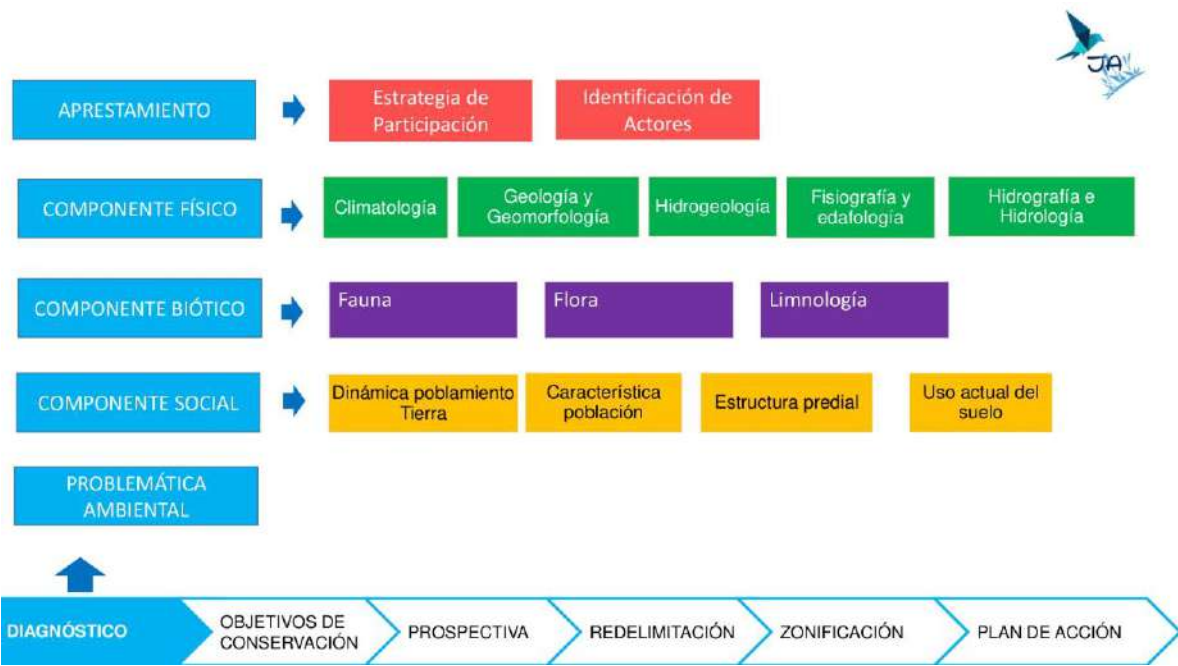 JA
APRESTAMIENTO
Estrategia de
Participación
Identificación de
Actores
COMPONENTE FÍSICO
Climatología
Geología y
Geomorfología
Hidrogeología
Fisiografía y
edafología
Hidrografía e
Hidrología
COMPONENTE BIÓTICO
Fauna
Flora
Limnología
COMPONENTE SOCIAL
Dinámica poblamiento
Tierra
Característica
población
Estructura predial
Uso actual del
suelo
PROBLEMÁTICA
AMBIENTAL
DIAGNÓSTICO
OBJETIVOS DE
CONSERVACIÓN
PROSPECTIVA
REDELIMITACIÓN
ZONIFICACIÓN
PLAN DE ACCIÓN